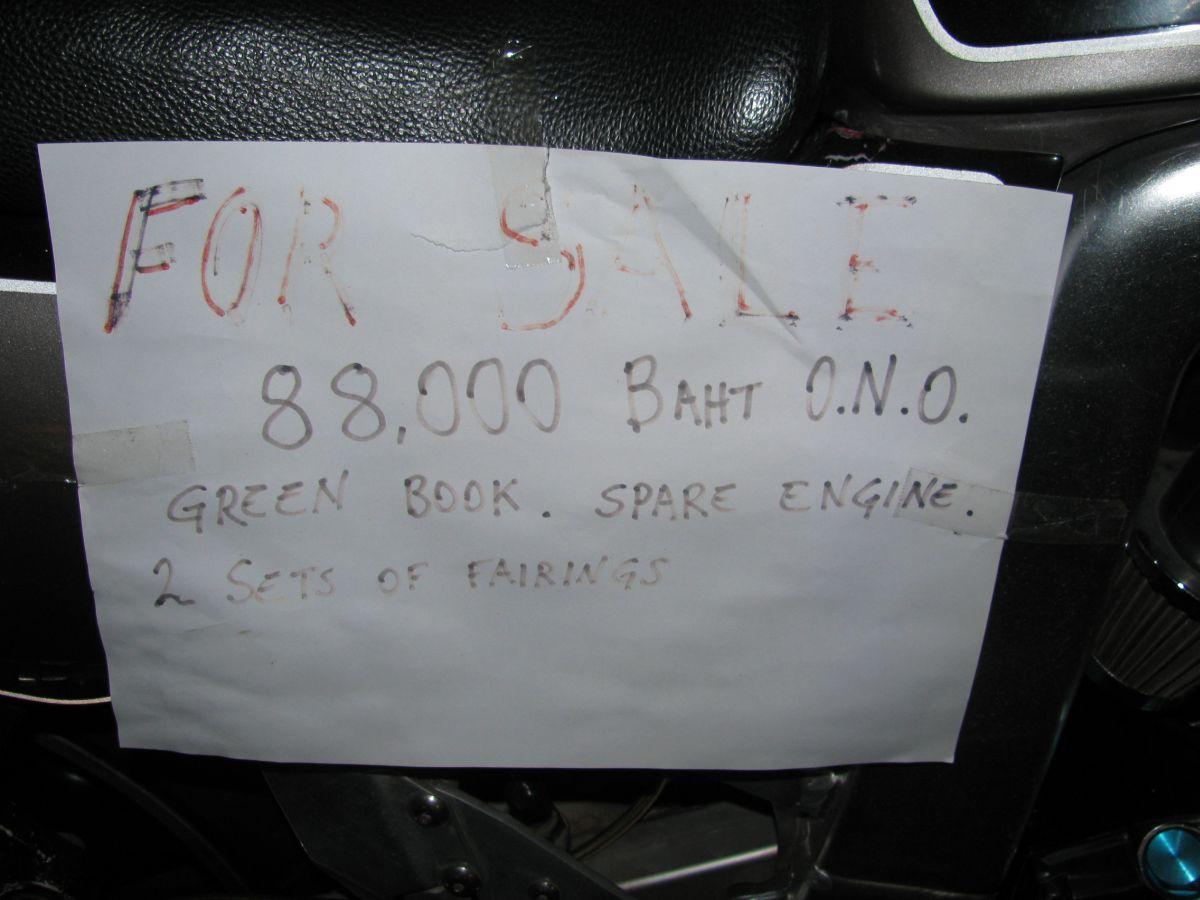 FOR SALE
88,000 BAHT O.N.O.
GREEN BOOK. SPARE ENGINE.
2 SETS OF FAIRINGS